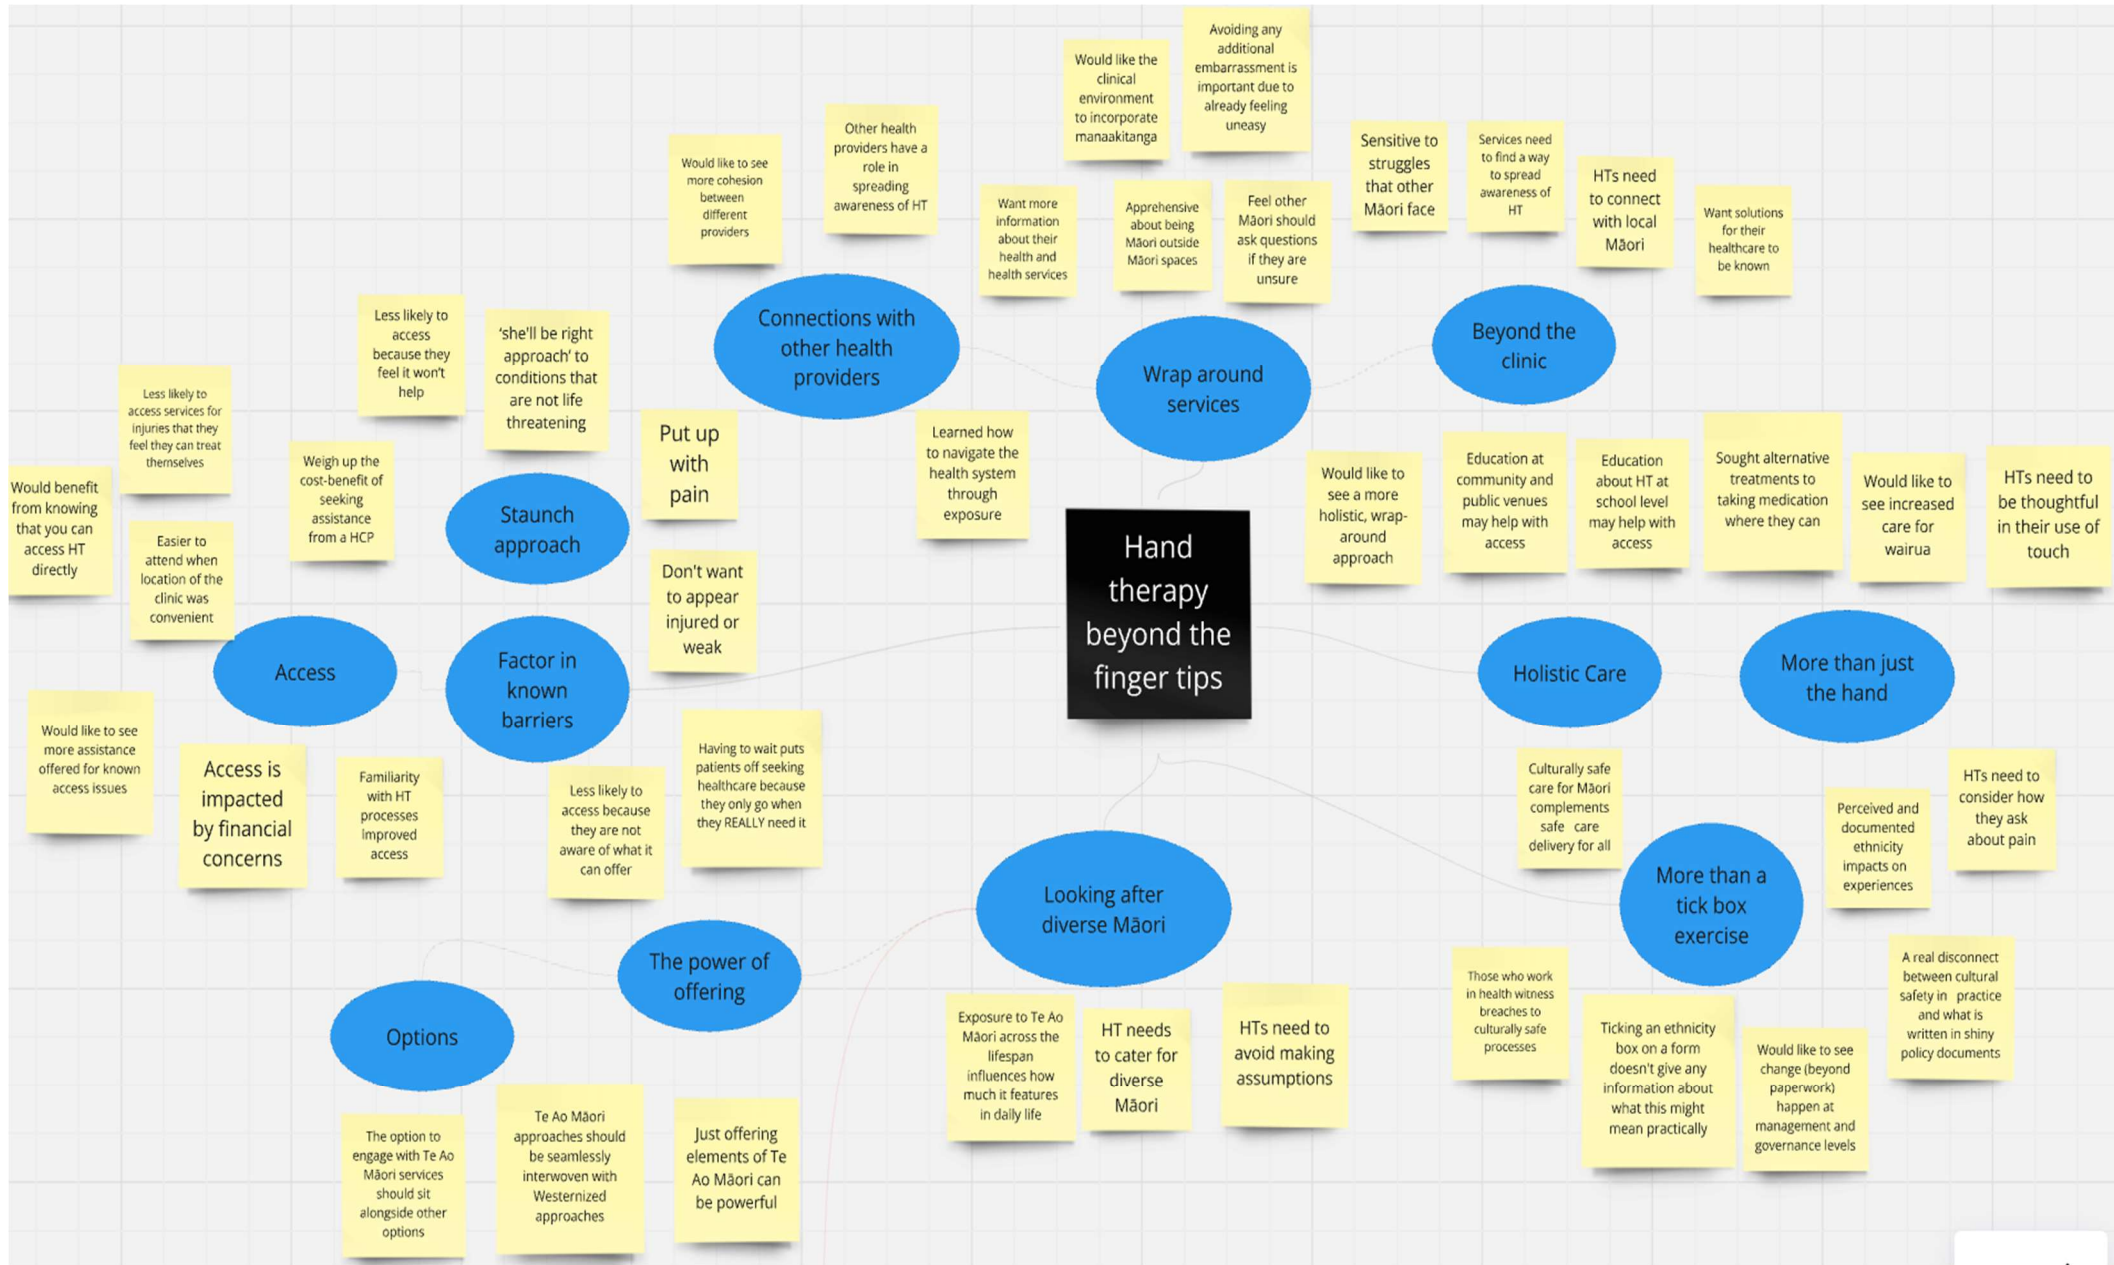 Avoiding any
additional
embarrassment is
important due to
already feeling
uneasy
Would like the
clinical
environment
to incorporate
manaakitanga
Other health
providers have a
role in
spreading
awareness of HT
Would like to see
more cohesion
between
different
providers
Want more
information
about their
health and
health services
Apprehensive
about being
Māori outside
Māori spaces
Feel other
Māori should
ask questions
if they are
unsure
Sensitive to
struggles
that other
Māori face
Services need
to find a way
to spread
awareness of
HT
HTs need
to connect
with local
Māori
Want solutions
for their
healthcare to
be known
Connections with
other health
providers
Wrap around
services
Beyond the
clinic
Less likely to
access
because they
feel it won't
help
‘she'll be right
approach’ to
conditions that
are not life
threatening
Less likely to
access services for
injuries that they
feel they can treat
themselves
Weigh up the
cost-benefit of
seeking
assistance
from a HCP
Put up
with
pain
Staunch
approach
Would benefit
from knowing
that you can
access HT
directly
Easier to
attend when
location of the
clinic was
convenient
Don't want
to appear
injured or
weak
Access
Factor in
known
barriers
Learned how
to navigate the
health system
through
exposure
Hand
therapy
beyond the
finger tips
Would like to
see a more
holistic, wrap-
around
approach
Education at
community and
public venues
may help with
access
Education
about HT at
school level
may help with
access
Sought alternative
treatments to
taking medication
where they can
Would like to
see increased
care for
wairua
HTs need to
be thoughtful
in their use of
touch
Holistic Care
More than just
the hand
Would like to see
more assistance
offered for known
access issues
Access is
impacted
by financial
concerns
Familiarity
with HT
processes
improved
access
Less likely to
access because
they are not
aware of what it
can offer
Having to wait puts
patients off seeking
healthcare because
they only go when
they REALLY need it
Culturally safe
care for Māori
complements
safe care
delivery for all
More than a
tick box
exercise
Perceived and
documented
ethnicity
impacts on
experiences
HTs need to
consider how
they ask
about pain
Looking after
diverse Māori
The power of
offering
Options
Exposure to Te Ao
Māori across the
lifespan
influences how
much it features
in daily life
HT needs
to cater for
diverse
Māori
HTs need to
avoid making
assumptions
Those who work
in health witness
breaches to
culturally safe
processes
Ticking an ethnicity
box on a form
doesn't give any
information about
what this might
mean practically
Would like to see
change (beyond
paperwork)
happen at
management and
governance levels
A real disconnect
between cultural
safety in practice
and what is
written in shiny
policy documents
The option to
engage with Te Ao
Māori services
should sit
alongside other
options
Te Ao Māori
approaches should
be seamlessly
interwoven with
Westernized
approaches
Just offering
elements of Te
Ao Māori can
be powerful